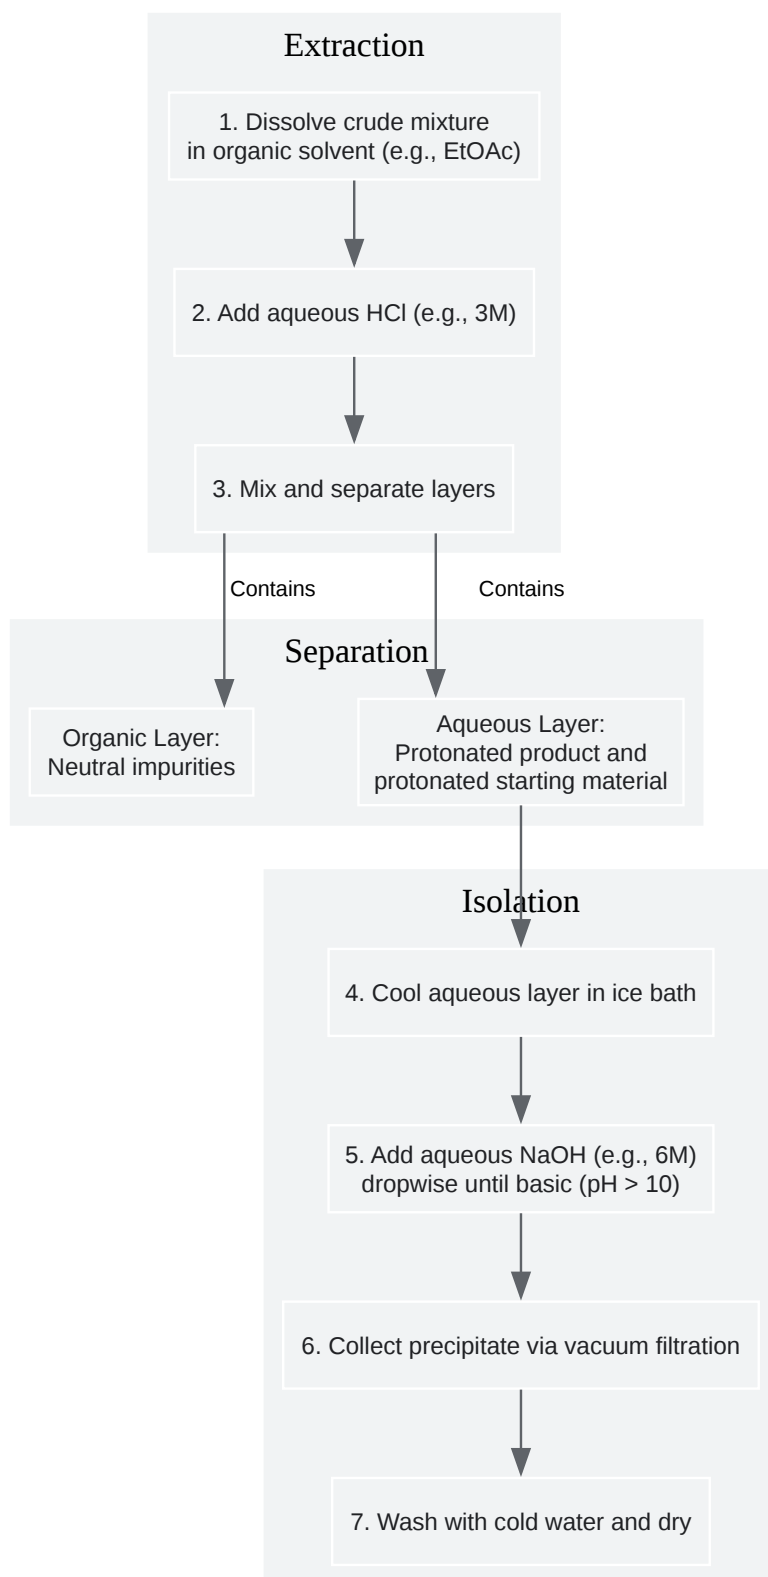 Extraction
1. Dissolve crude mixture
in organic solvent (e.g., EtOAc)
2. Add aqueous HCl (e.g., 3M)
3. Mix and separate layers
Contains
Contains
Separation
Organic Layer:
Neutral impurities
Aqueous Layer:
Protonated product and
protonated starting material
Isolation
4. Cool aqueous layer in ice bath
5. Add aqueous NaOH (e.g., 6M)
dropwise until basic (pH > 10)
6. Collect precipitate via vacuum filtration
7. Wash with cold water and dry